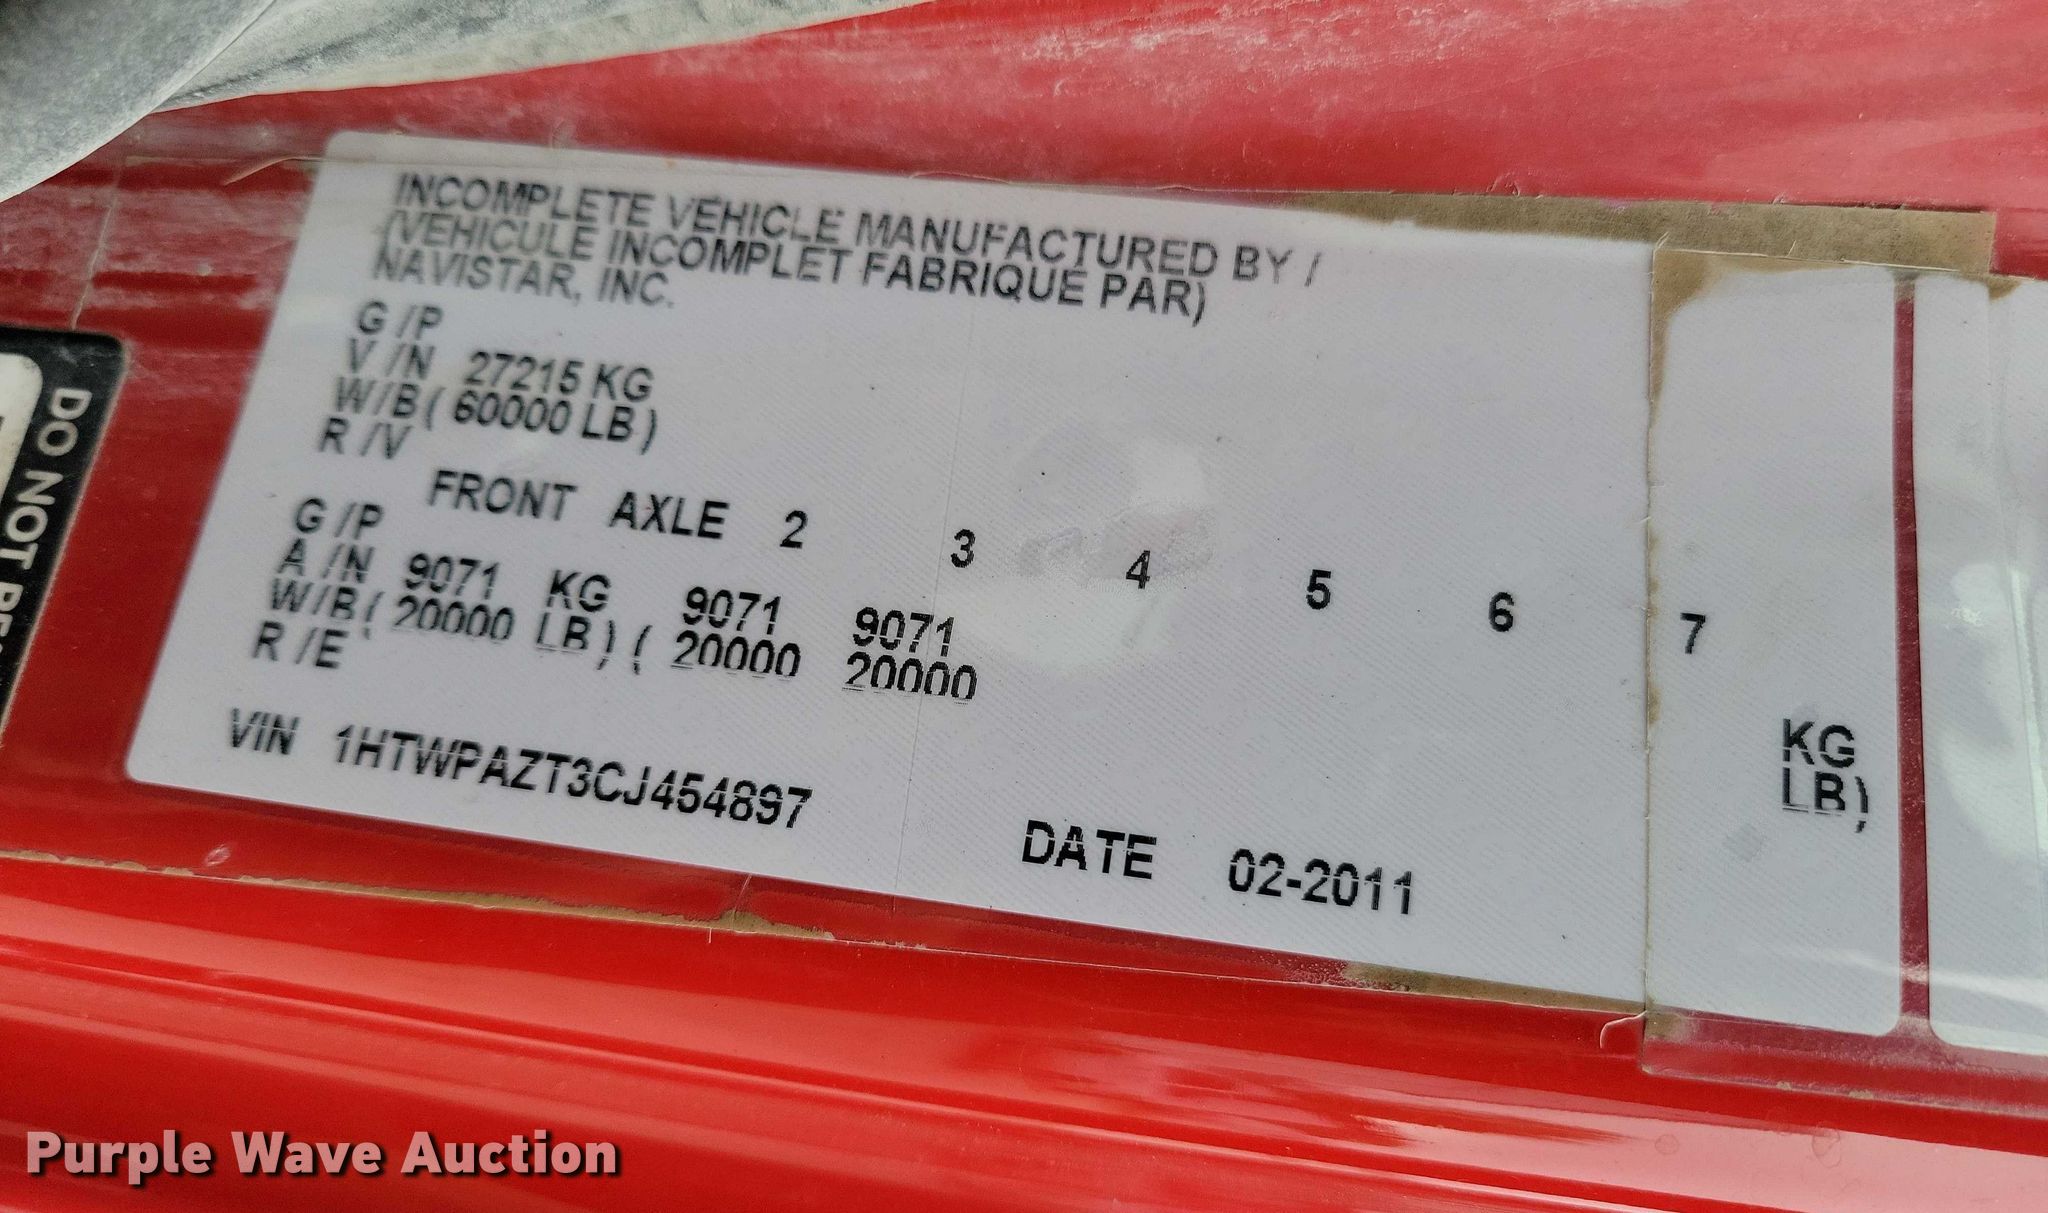 INCOMPLETE VEHICLE MANUFACTURED BY /
(VEHICULE INCOMPLET FABRIQUE PAR)
NAVISTAR, INC.
G /P
V /N 27215 KG
W/B ( 60000 LB )
R /V
FRONT AXLE 2 3 4 5 6 7
G /P
A /N 9071 KG 9071 9071 KG
W/B ( 20000 LB ) ( 20000 20000 LB )
R /E
VIN 1HTWPAZT3CJ454897
DATE 02-2011
DO NOT
Purple Wave Auction